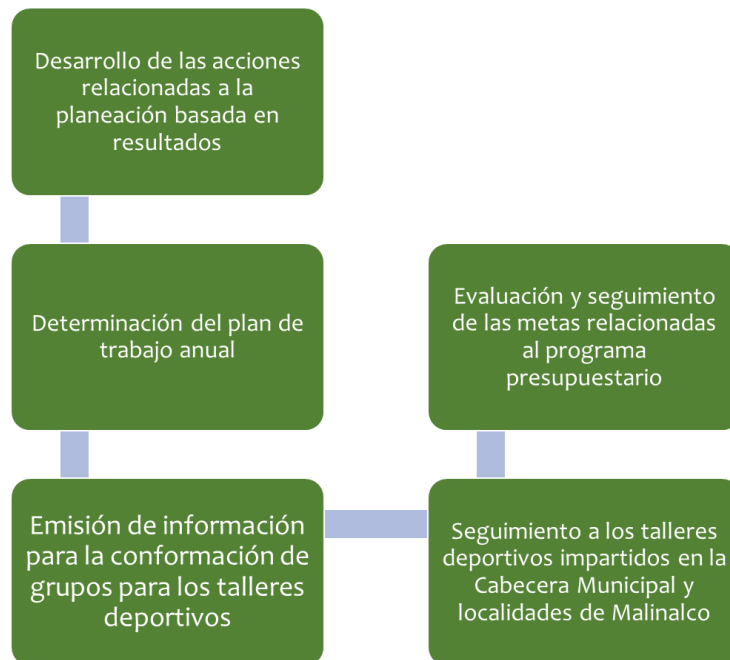 Desarrollo de las acciones
relacionadas a la
planeación basada en
resultados
Determinación del plan de
trabajo anual
Emisión de información
para la conformación de
grupos para los talleres
deportivos
Seguimiento a los talleres
deportivos impartidos en la
Cabecera Municipal y
localidades de Malinalco
Evaluación y seguimiento
de las metas relacionadas
al programa
presupuestario